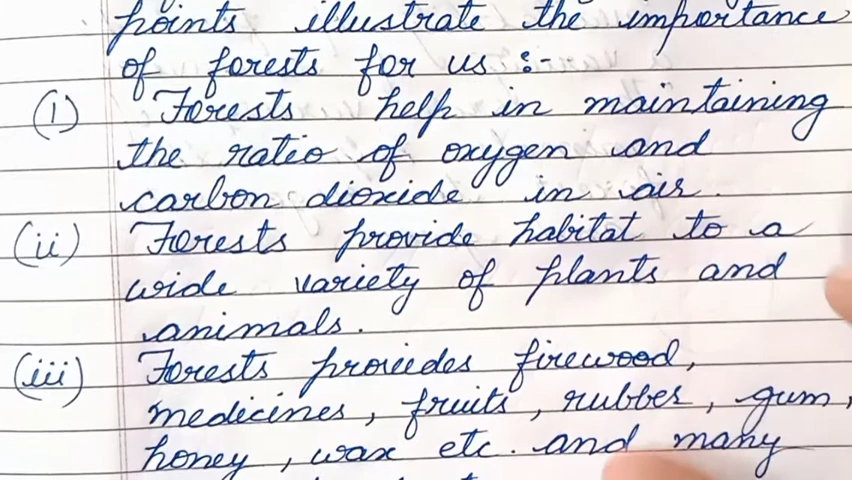 points illustrate the importance
of forests for us :-
(i) Forests help in maintaining
the ratio of oxygen and
carbon dioxide in air.
(ii) Forests provide habitat to a
wide variety of plants and
animals.
(iii) Forests provides firewood,
medicines, fruits, rubber, gum,
honey, wax etc. and many